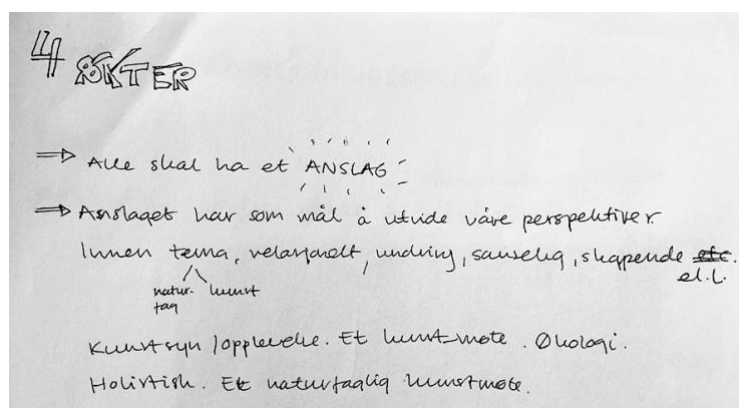 4 ØKTER
⇒ Alle skal ha et ANSLAG
⇒ Anslaget har som mål å utvide våre perspektiver
Innen tema, relasjonelt, undring, sanselig, skapende etc.
el.l.
natur- kunst
fag
Kunstsyn/opplevelse. Et kunstmøte. Økologi.
Holistisk. Et naturfaglig kunstmøte.